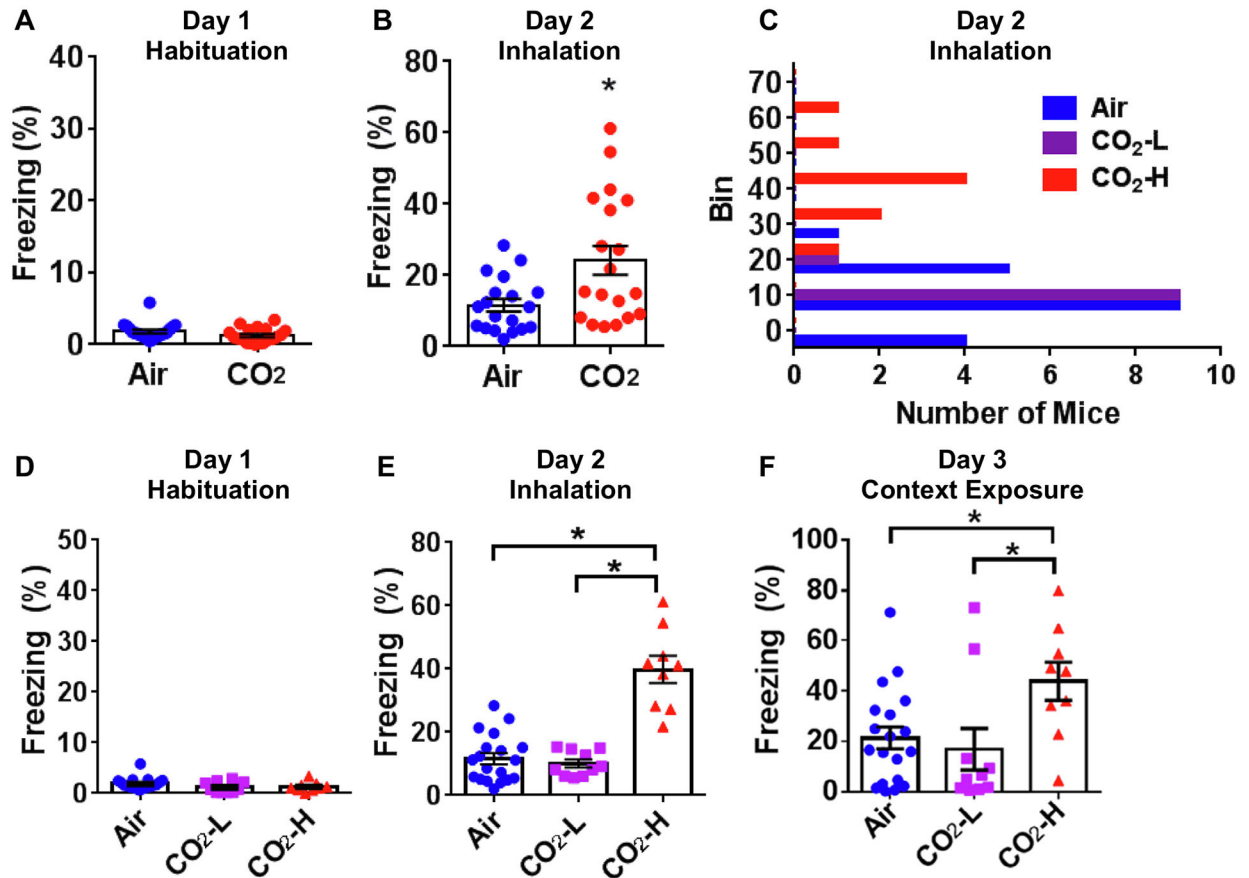 A
Day 1
Habituation
Freezing (%)
40
30
20
10
0
Air
CO2
B
Day 2
Inhalation
Freezing (%)
80
60
40
20
0
*
Air
CO2
C
Day 2
Inhalation
Bin
70
60
50
40
30
20
10
0
Air
CO2-L
CO2-H
0 2 4 6 8 10
Number of Mice
D
Day 1
Habituation
Freezing (%)
50
40
30
20
10
0
Air
CO2-L
CO2-H
E
Day 2
Inhalation
Freezing (%)
80
60
40
20
0
*
*
Air
CO2-L
CO2-H
F
Day 3
Context Exposure
Freezing (%)
100
80
60
40
20
0
*
*
Air
CO2-L
CO2-H